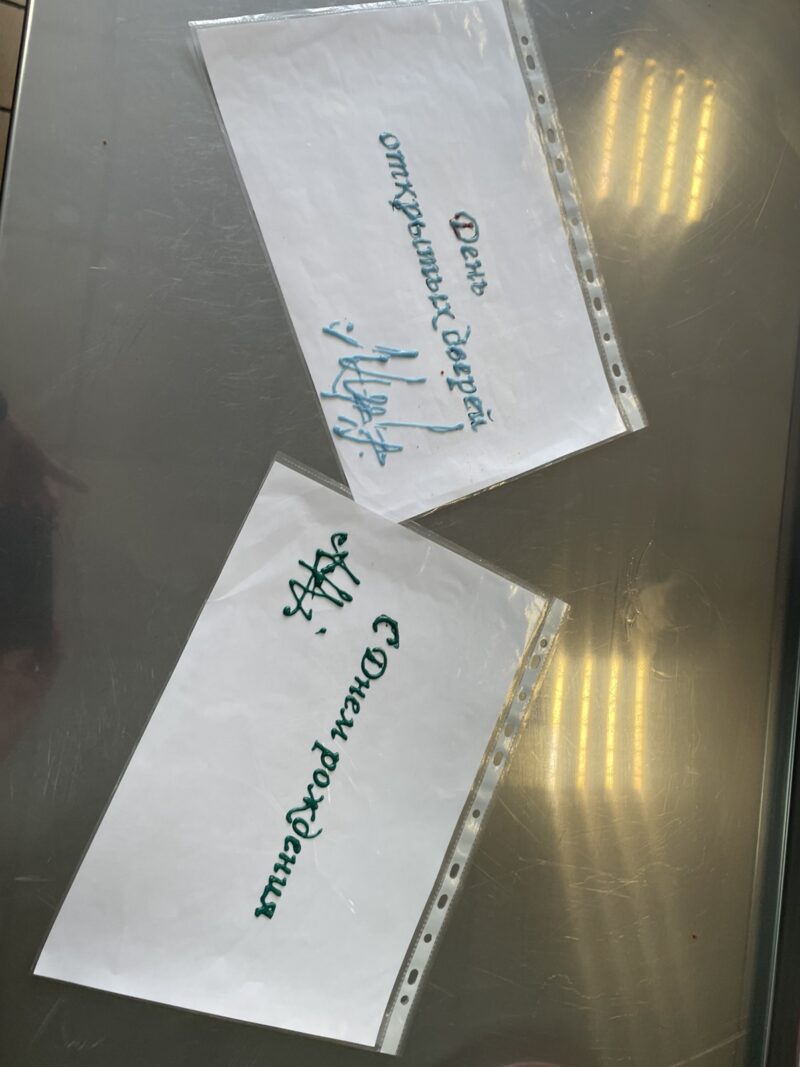 День
открытых дверей
С Днем рождения